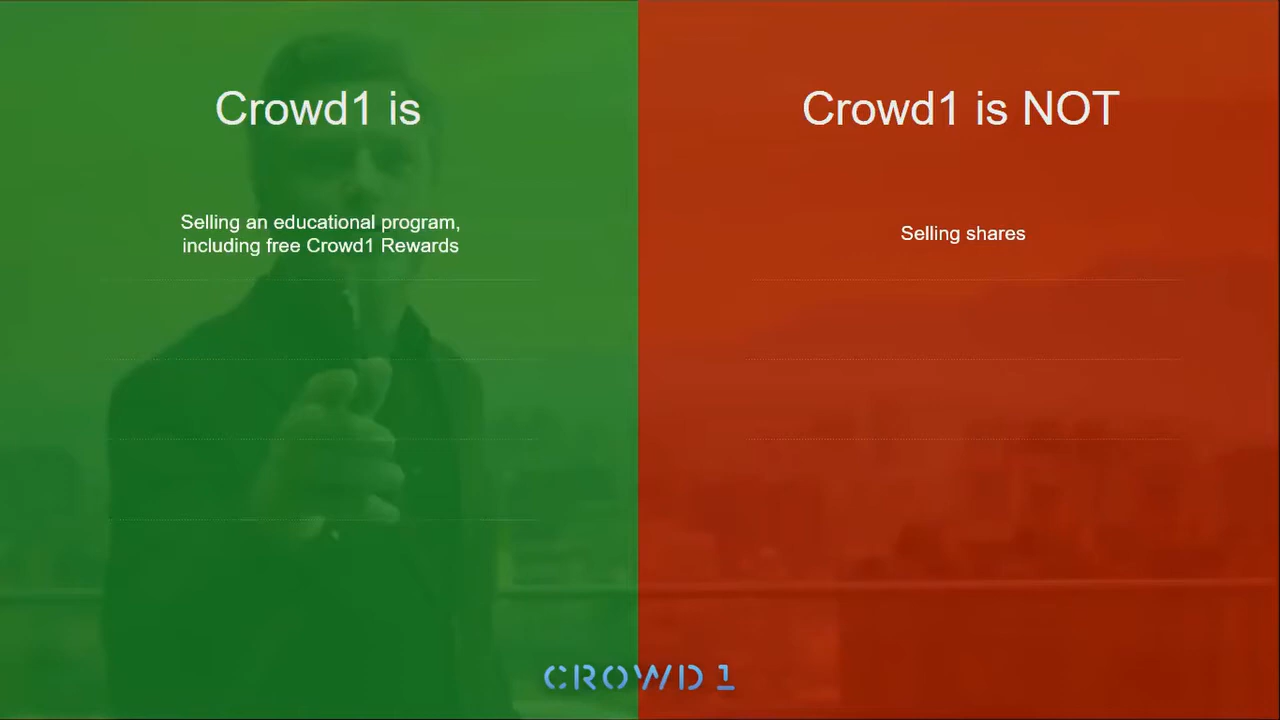 Crowd1 is
Selling an educational program,
including free Crowd1 Rewards
Crowd1 is NOT
Selling shares
CROWD 1